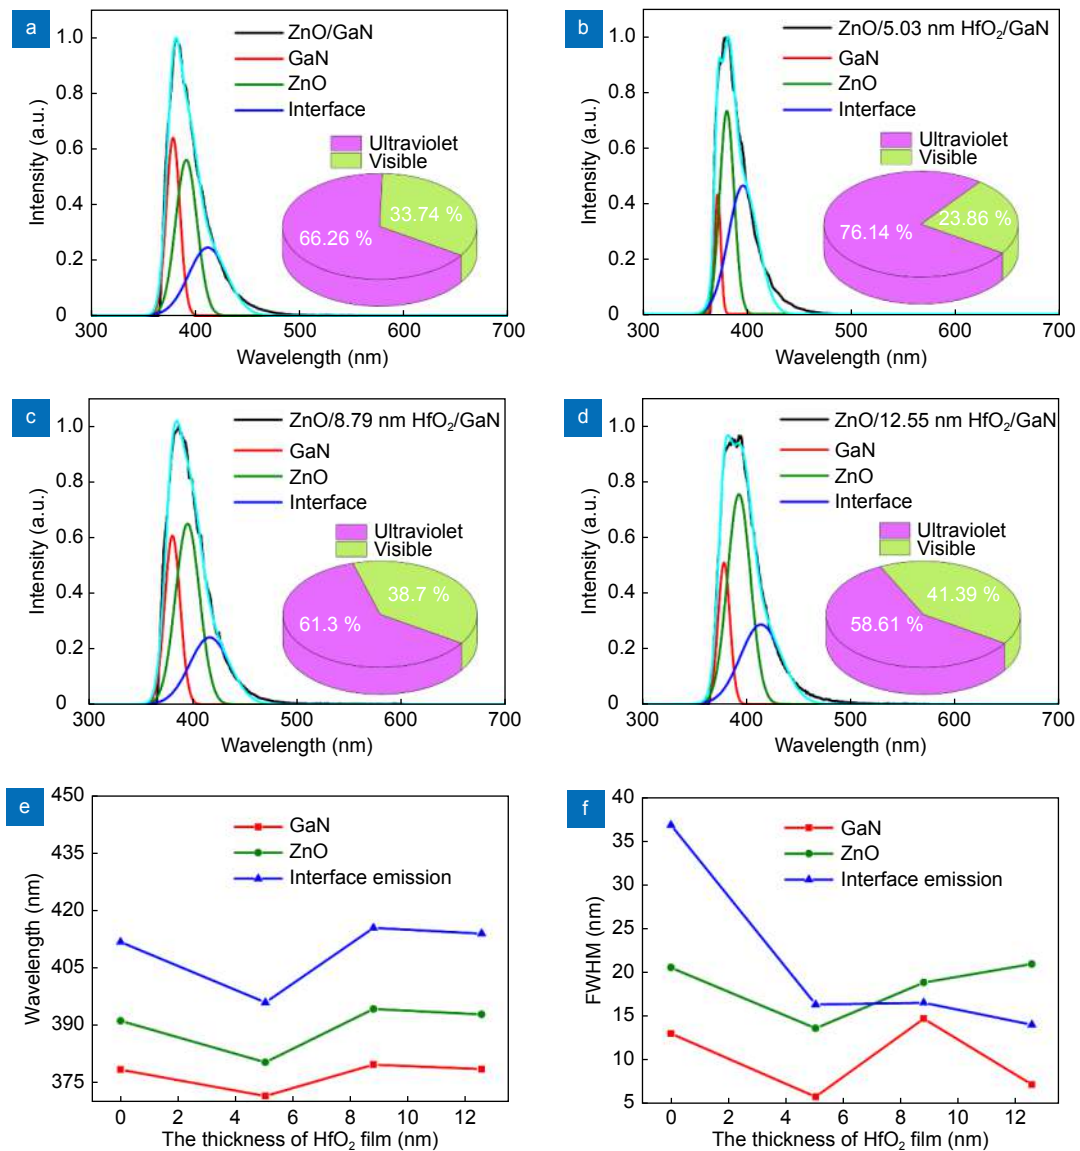 a
1.0
0.8
0.6
0.4
0.2
0
Intensity (a.u.)
ZnO/GaN
GaN
ZnO
Interface
Ultraviolet
Visible
33.74 %
66.26 %
300
400
500
600
700
Wavelength (nm)
b
1.0
0.8
0.6
0.4
0.2
0
Intensity (a.u.)
ZnO/5.03 nm HfO₂/GaN
GaN
ZnO
Interface
Ultraviolet
Visible
23.86 %
76.14 %
300
400
500
600
700
Wavelength (nm)
c
1.0
0.8
0.6
0.4
0.2
0
Intensity (a.u.)
ZnO/8.79 nm HfO₂/GaN
GaN
ZnO
Interface
Ultraviolet
Visible
38.7 %
61.3 %
300
400
500
600
700
Wavelength (nm)
d
1.0
0.8
0.6
0.4
0.2
0
Intensity (a.u.)
ZnO/12.55 nm HfO₂/GaN
GaN
ZnO
Interface
Ultraviolet
Visible
41.39 %
58.61 %
300
400
500
600
700
Wavelength (nm)
e
450
435
420
405
390
375
Wavelength (nm)
GaN
ZnO
Interface emission
0
2
4
6
8
10
12
The thickness of HfO₂ film (nm)
f
40
35
30
25
20
15
10
5
FWHM (nm)
GaN
ZnO
Interface emission
0
2
4
6
8
10
12
The thickness of HfO₂ film (nm)